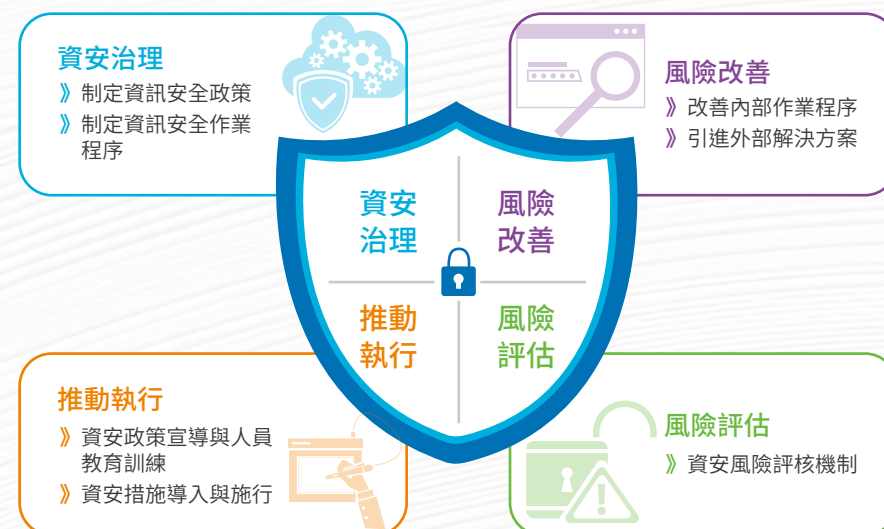 資安治理
》 制定資訊安全政策
》 制定資訊安全作業
程序
風險改善
》 改善內部作業程序
》 引進外部解決方案
資安
治理
風險
改善
推動
執行
風險
評估
推動執行
》 資安政策宣導與人員
教育訓練
》 資安措施導入與施行
風險評估
》 資安風險評核機制